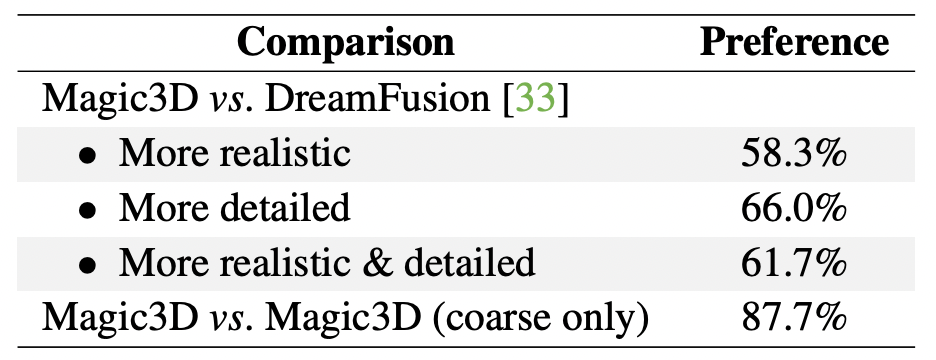 Comparison Preference
Magic3D vs. DreamFusion [33]
• More realistic 58.3%
• More detailed 66.0%
• More realistic & detailed 61.7%
Magic3D vs. Magic3D (coarse only) 87.7%